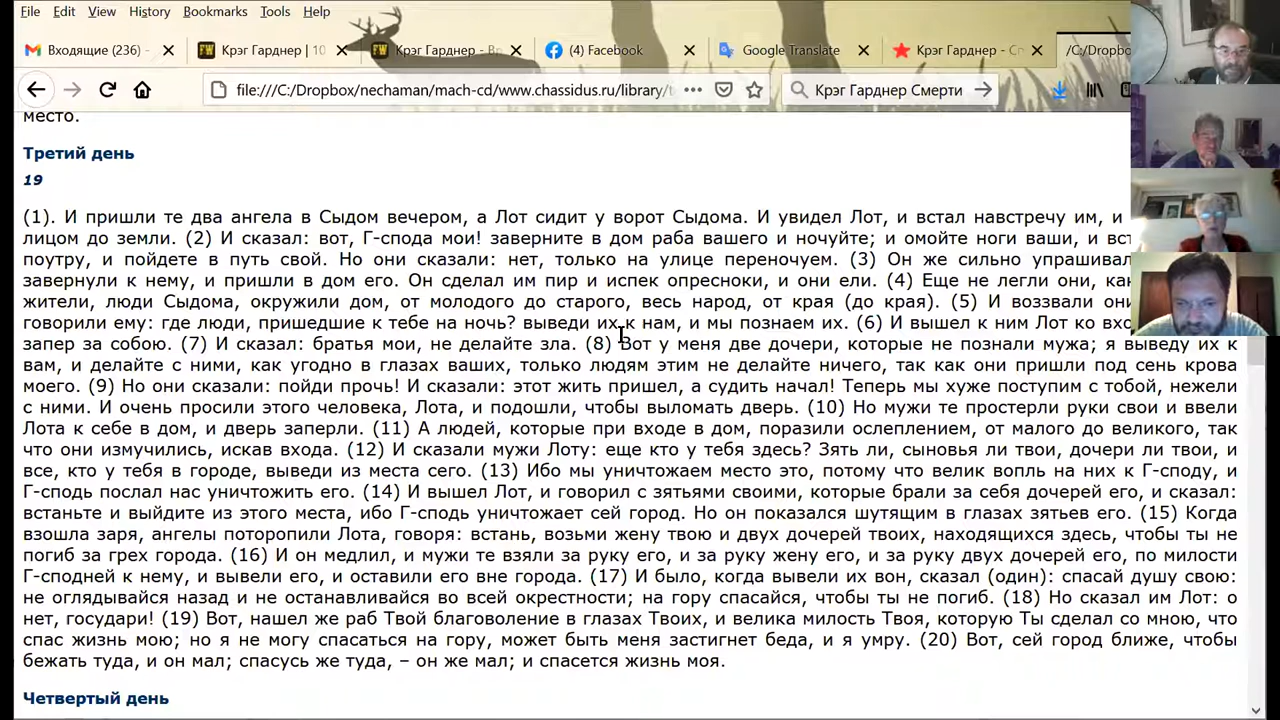 File Edit View History Bookmarks Tools Help
Входящие (236) -
Крэг Гарднер | 10
Крэг Гарднер - Вр
(4) Facebook
Google Translate
Крэг Гарднер - Сп
/C:/Dropbo
file:///C:/Dropbox/nechaman/mach-cd/www.chassidus.ru/library/t
Крэг Гарднер Смерти
место.
Третий день
19
(1). И пришли те два ангела в Сыдом вечером, а Лот сидит у ворот Сыдома. И увидел Лот, и встал навстречу им, и
лицом до земли. (2) И сказал: вот, Г-спода мои! заверните в дом раба вашего и ночуйте; и омойте ноги ваши, и вст
поутру, и пойдете в путь свой. Но они сказали: нет, только на улице переночуем. (3) Он же сильно упрашивал
завернули к нему, и пришли в дом его. Он сделал им пир и испек опресноки, и они ели. (4) Еще не легли они, как
жители, люди Сыдома, окружили дом, от молодого до старого, весь народ, от края (до края). (5) И воззвали они
говорили ему: где люди, пришедшие к тебе на ночь? выведи их к нам, и мы познаем их. (6) И вышел к ним Лот ко вхо
запер за собою. (7) И сказал: братья мои, не делайте зла. (8) Вот у меня две дочери, которые не познали мужа; я выведу их к
вам, и делайте с ними, как угодно в глазах ваших, только людям этим не делайте ничего, так как они пришли под сень крова
моего. (9) Но они сказали: пойди прочь! И сказали: этот жить пришел, а судить начал! Теперь мы хуже поступим с тобой, нежели
с ними. И очень просили этого человека, Лота, и подошли, чтобы выломать дверь. (10) Но мужи те простерли руки свои и ввели
Лота к себе в дом, и дверь заперли. (11) А людей, которые при входе в дом, поразили ослеплением, от малого до великого, так
что они измучились, искав входа. (12) И сказали мужи Лоту: еще кто у тебя здесь? Зять ли, сыновья ли твои, дочери ли твои, и
все, кто у тебя в городе, выведи из места сего. (13) Ибо мы уничтожаем место это, потому что велик вопль на них к Г-споду, и
Г-сподь послал нас уничтожить его. (14) И вышел Лот, и говорил с зятьями своими, которые брали за себя дочерей его, и сказал:
встаньте и выйдите из этого места, ибо Г-сподь уничтожает сей город. Но он показался шутящим в глазах зятьев его. (15) Когда
взошла заря, ангелы поторопили Лота, говоря: встань, возьми жену твою и двух дочерей твоих, находящихся здесь, чтобы ты не
погиб за грех города. (16) И он медлил, и мужи те взяли за руку его, и за руку жену его, и за руку двух дочерей его, по милости
Г-сподней к нему, и вывели его, и оставили его вне города. (17) И было, когда вывели их вон, сказал (один): спасай душу свою:
не оглядывайся назад и не останавливайся во всей окрестности; на гору спасайся, чтобы ты не погиб. (18) Но сказал им Лот: о
нет, государи! (19) Вот, нашел же раб Твой благоволение в глазах Твоих, и велика милость Твоя, которую Ты сделал со мною, что
спас жизнь мою; но я не могу спасаться на гору, может быть меня застигнет беда, и я умру. (20) Вот, сей город ближе, чтобы
бежать туда, и он мал; спасусь же туда, – он же мал; и спасется жизнь моя.
Четвертый день